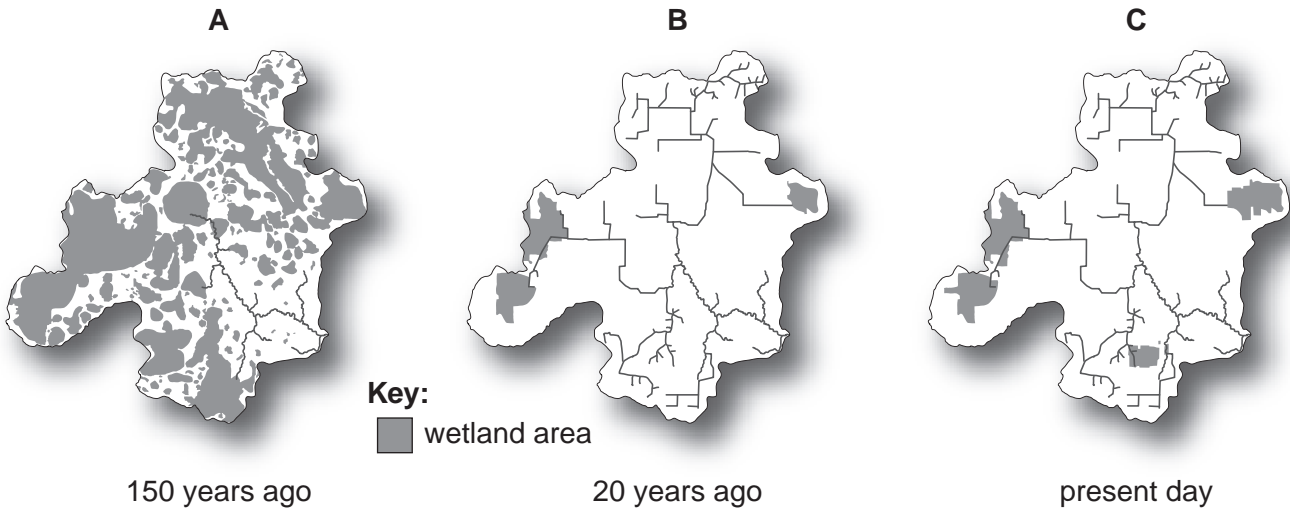 A
B
C
Key:
wetland area
150 years ago
20 years ago
present day